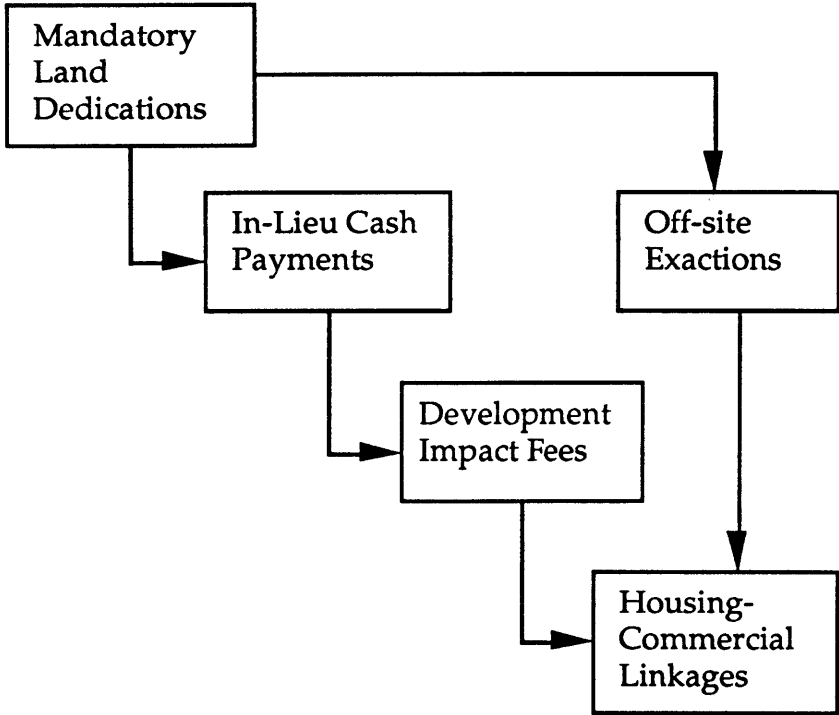 Mandatory
Land
Dedications
In-Lieu Cash
Payments
Off-site
Exactions
Development
Impact Fees
Housing-
Commercial
Linkages